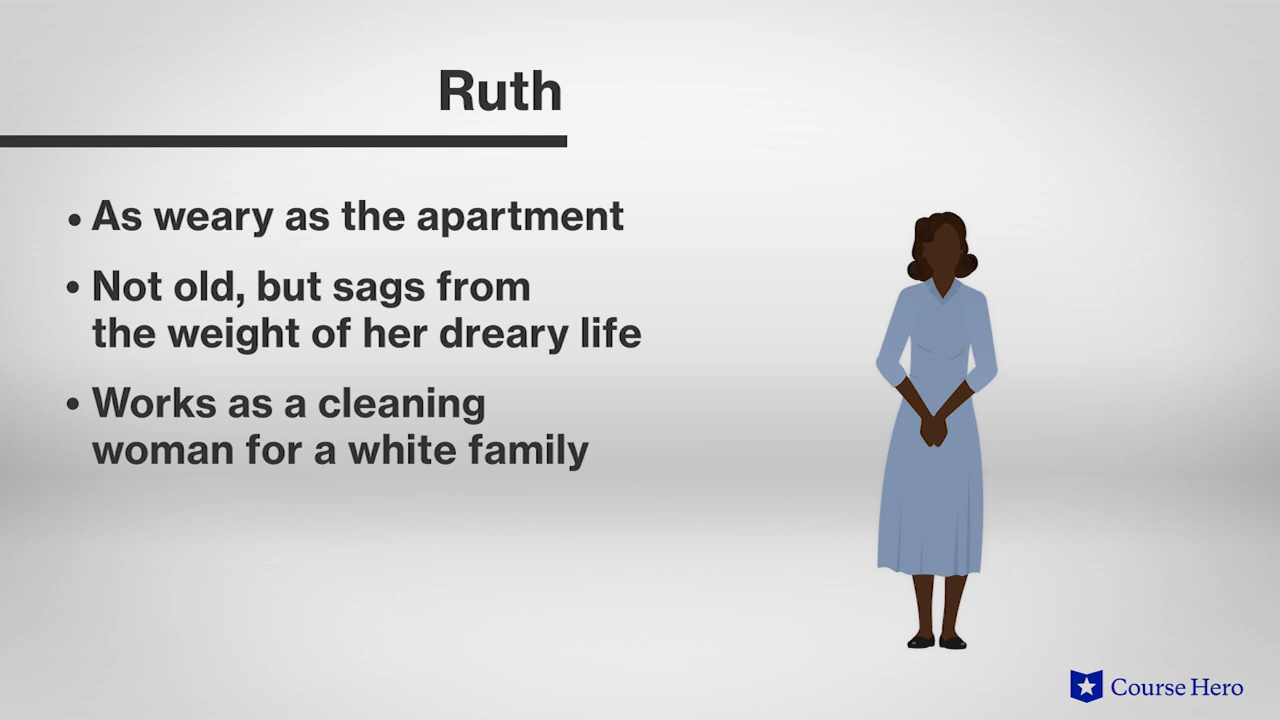 Ruth
• As weary as the apartment
• Not old, but sags from
the weight of her dreary life
• Works as a cleaning
woman for a white family
Course Hero